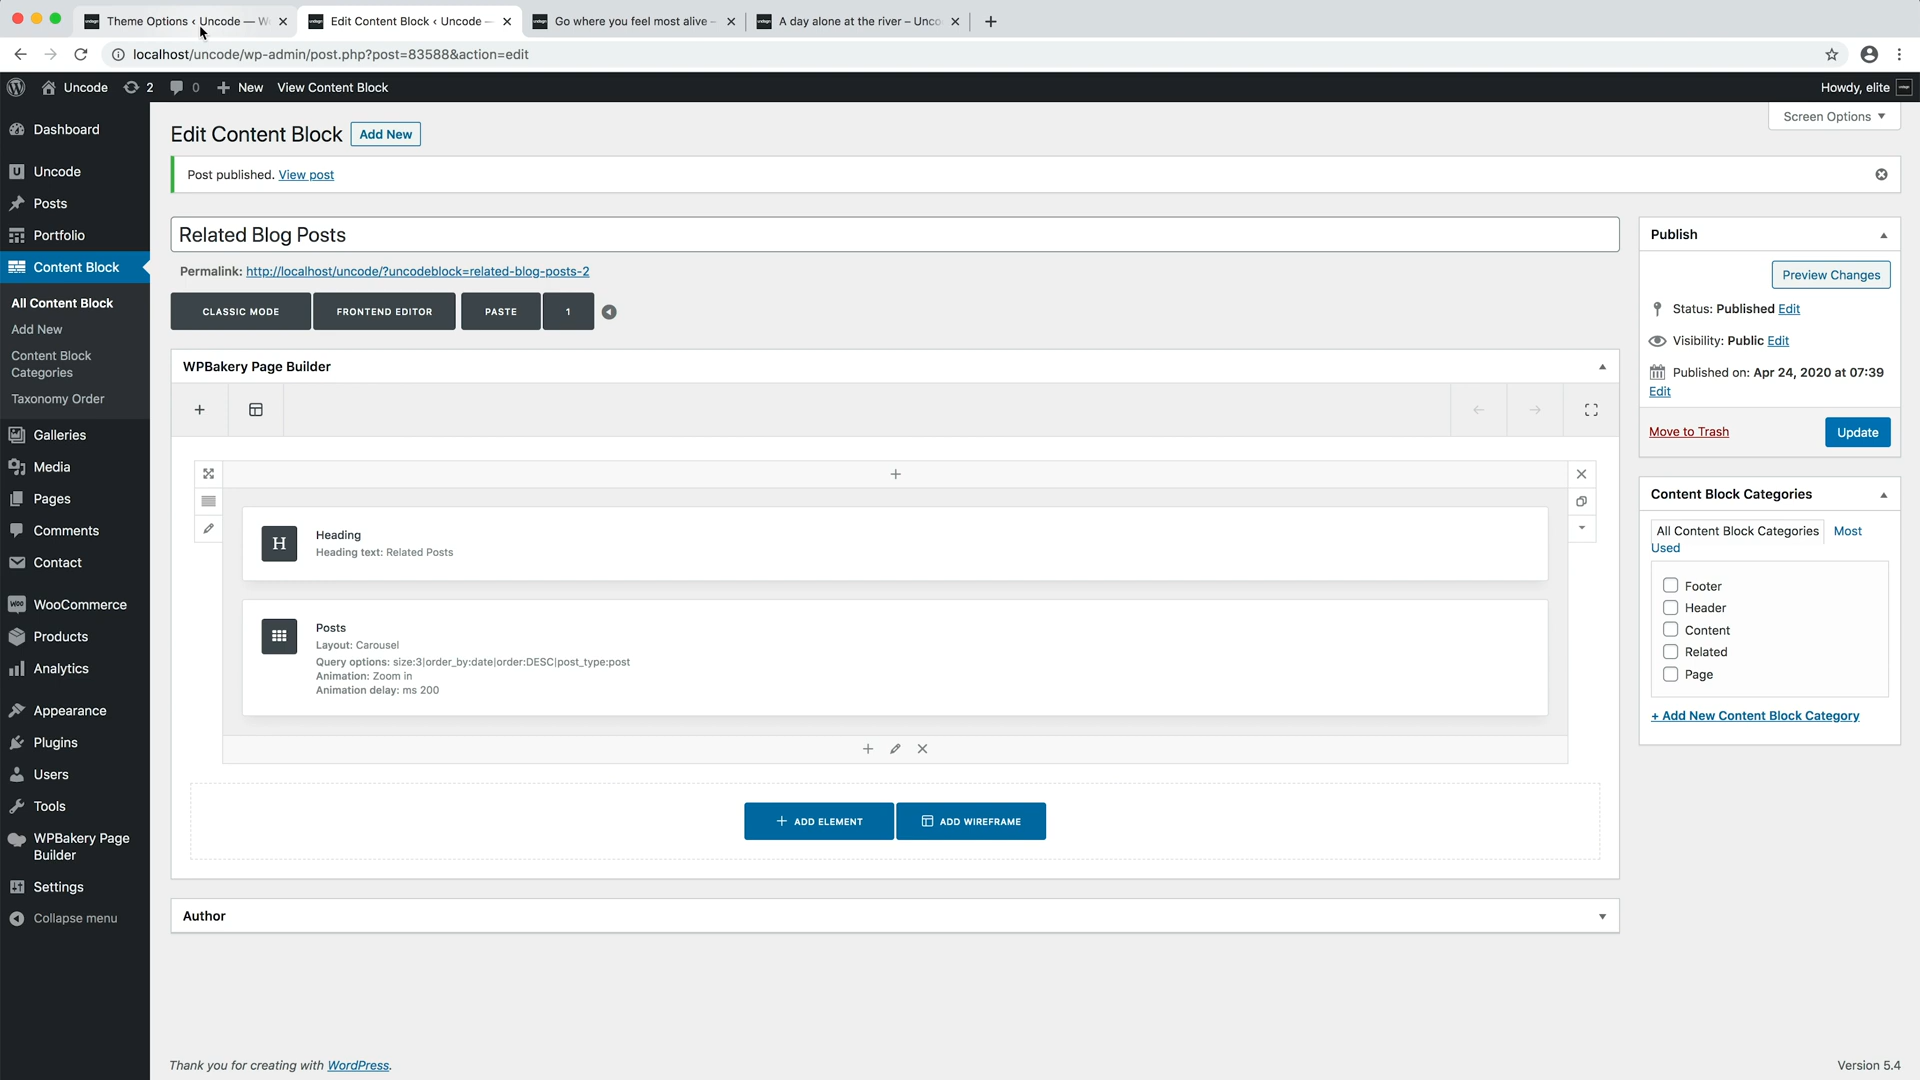 Theme Options ‹ Uncode — W
Edit Content Block ‹ Uncode —
Go where you feel most alive –
A day alone at the river – Unco
localhost/uncode/wp-admin/post.php?post=83588&action=edit
Uncode 2 0 New View Content Block
Howdy, elite
Dashboard
Uncode
Posts
Portfolio
Content Block
All Content Block
Add New
Content Block
Categories
Taxonomy Order
Galleries
Media
Pages
Comments
Contact
WooCommerce
Products
Analytics
Appearance
Plugins
Users
Tools
WPBakery Page
Builder
Settings
Collapse menu
Screen Options
Edit Content Block Add New
Post published. View post
Related Blog Posts
Permalink: http://localhost/uncode/?uncodeblock=related-blog-posts-2
CLASSIC MODE
FRONTEND EDITOR
PASTE
1
WPBakery Page Builder
H
Heading
Heading text: Related Posts
Posts
Layout: Carousel
Query options: size:3|order_by:date|order:DESC|post_type:post
Animation: Zoom in
Animation delay: ms 200
ADD ELEMENT
ADD WIREFRAME
Author
Publish
Preview Changes
Status: Published Edit
Visibility: Public Edit
Published on: Apr 24, 2020 at 07:39
Edit
Move to Trash
Update
Content Block Categories
All Content Block Categories Most
Used
Footer
Header
Content
Related
Page
+ Add New Content Block Category
Thank you for creating with WordPress.
Version 5.4